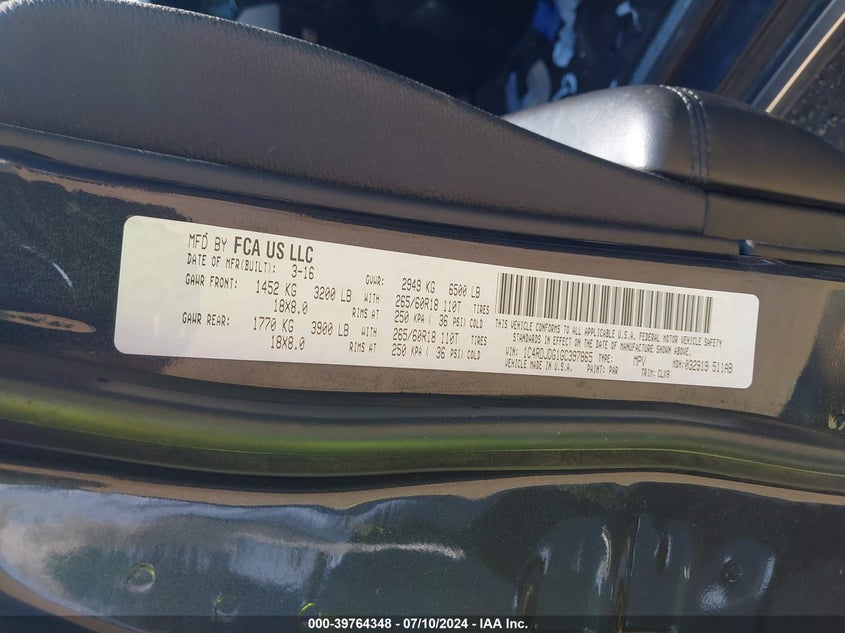 MFD BY FCA US LLC
DATE OF MFR(BUILT): 3-16 GVWR: 2949 KG 6500 LB
GAWR FRONT: 1452 KG 3200 LB WITH 265/60R18 110T TIRES
18X8.0 RIMS AT 250 KPA ( 36 PSI) COLD
GAWR REAR: 1770 KG 3900 LB WITH 265/60R18 110T TIRES
18X8.0 RIMS AT 250 KPA ( 36 PSI) COLD
THIS VEHICLE CONFORMS TO ALL APPLICABLE U.S.A. FEDERAL MOTOR VEHICLE SAFETY
STANDARDS IN EFFECT ON THE DATE OF MANUFACTURE SHOWN ABOVE.
VIN: 1C4RDJDG1GC397865 TYPE: MPV MDH: 032919 511AB
VEHICLE MADE IN U.S.A. PAINT: PAR TRIM: CLX9
000-39764348 - 07/10/2024 - IAA Inc.